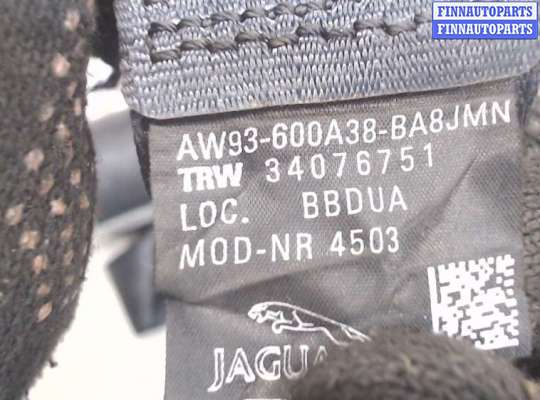 FINNAUTOPARTS
FINNAUTOPARTS
AW93-600A38-BA8JMN
TRW 34076751
LOC. BBDUA
MOD-NR 4503